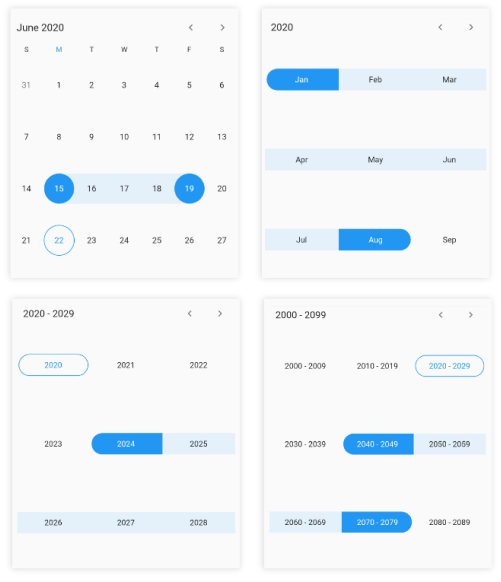 June 2020
S M T W T F S
31 1 2 3 4 5 6
7 8 9 10 11 12 13
14 15 16 17 18 19 20
21 22 23 24 25 26 27
2020
Jan Feb Mar
Apr May Jun
Jul Aug Sep
2020 - 2029
2020 2021 2022
2023 2024 2025
2026 2027 2028
2000 - 2099
2000 - 2009 2010 - 2019 2020 - 2029
2030 - 2039 2040 - 2049 2050 - 2059
2060 - 2069 2070 - 2079 2080 - 2089